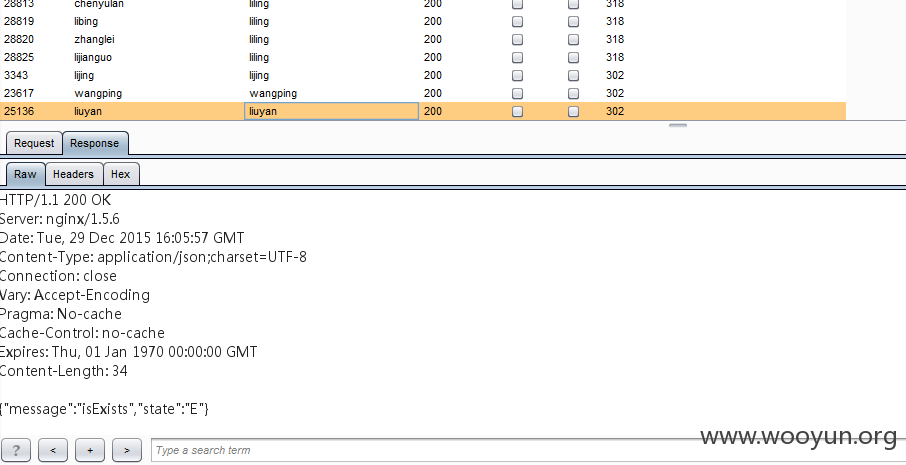 28813 chenyulan liling 200 318
28819 libing liling 200 318
28820 zhanglei liling 200 318
28825 lijianguo liling 200 318
3343 lijing lijing 200 302
23617 wangping wangping 200 302
25136 liuyan liuyan 200 302
Request Response
Raw Headers Hex
HTTP/1.1 200 OK
Server: nginx/1.5.6
Date: Tue, 29 Dec 2015 16:05:57 GMT
Content-Type: application/json;charset=UTF-8
Connection: close
Vary: Accept-Encoding
Pragma: No-cache
Cache-Control: no-cache
Expires: Thu, 01 Jan 1970 00:00:00 GMT
Content-Length: 34
{"message":"isExists","state":"E"}
www.wooyun.org
? < + > Type a search term